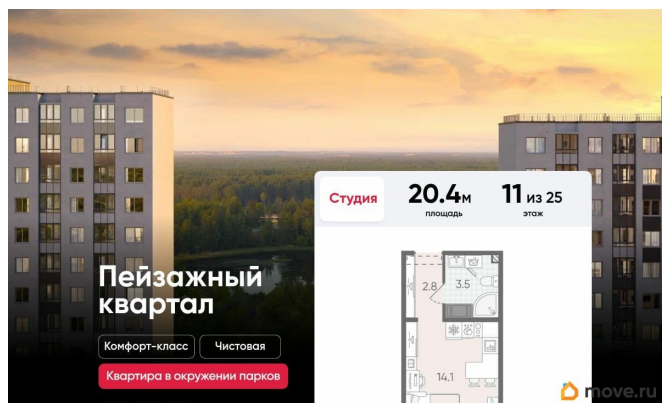 Студия
20.4м
площадь
11 из 25
этаж
Пейзажный
квартал
Комфорт-класс
Чистовая
Квартира в окружении парков
2.8
3.5
14.1
move.ru